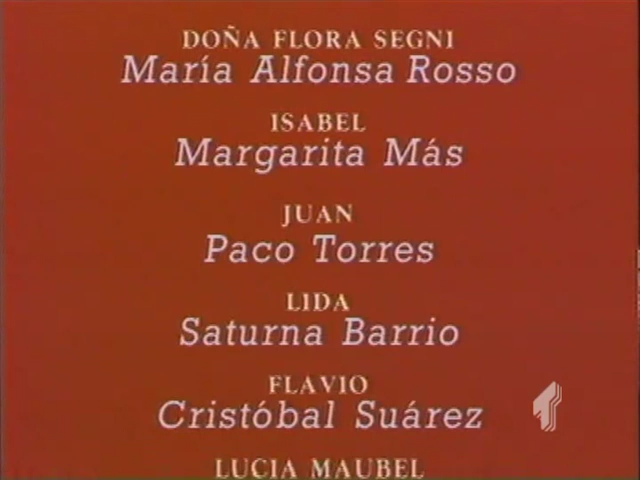 DOÑA FLORA SEGNI
María Alfonsa Rosso
ISABEL
Margarita Más
JUAN
Paco Torres
LIDA
Saturna Barrio
FLAVIO
Cristóbal Suárez
LUCIA MAUBEL